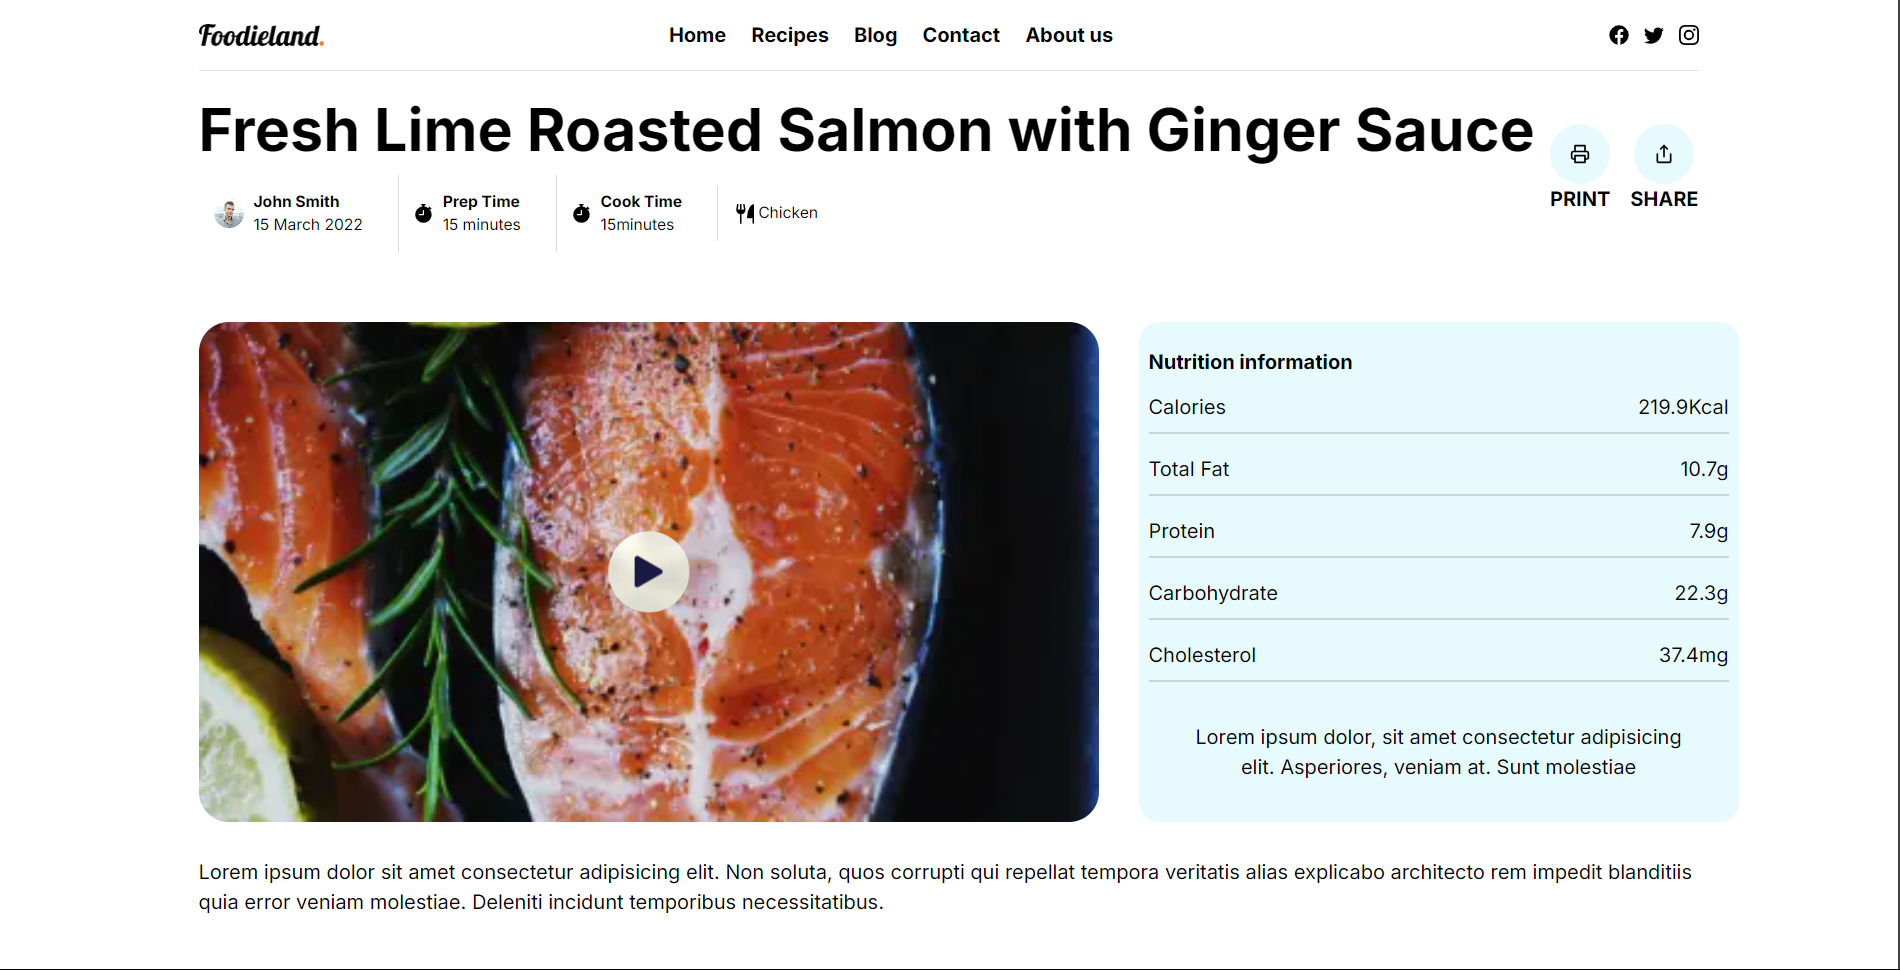 Foodieland.
Home Recipes Blog Contact About us
Fresh Lime Roasted Salmon with Ginger Sauce
PRINT SHARE
John Smith
15 March 2022
Prep Time
15 minutes
Cook Time
15minutes
Chicken
Nutrition information
Calories 219.9Kcal
Total Fat 10.7g
Protein 7.9g
Carbohydrate 22.3g
Cholesterol 37.4mg
Lorem ipsum dolor, sit amet consectetur adipisicing
elit. Asperiores, veniam at. Sunt molestiae
Lorem ipsum dolor sit amet consectetur adipisicing elit. Non soluta, quos corrupti qui repellat tempora veritatis alias explicabo architecto rem impedit blanditiis
quia error veniam molestiae. Deleniti incidunt temporibus necessitatibus.